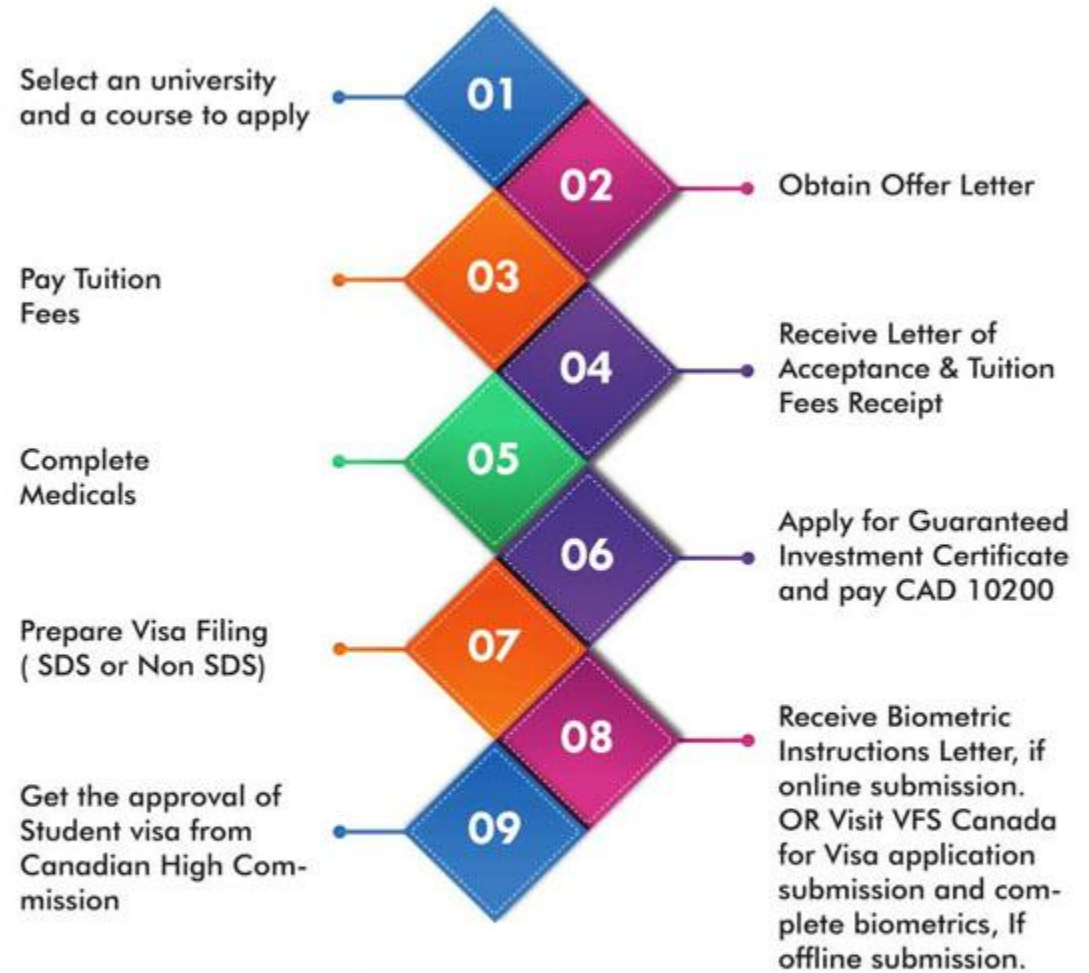 01
Select an university
and a course to apply
02
Obtain Offer Letter
03
Pay Tuition
Fees
04
Receive Letter of
Acceptance & Tuition
Fees Receipt
05
Complete
Medicals
06
Apply for Guaranteed
Investment Certificate
and pay CAD 10200
07
Prepare Visa Filing
( SDS or Non SDS)
08
Receive Biometric
Instructions Letter, if
online submission.
OR Visit VFS Canada
for Visa application
submission and com-
plete biometrics, If
offline submission.
09
Get the approval of
Student visa from
Canadian High Com-
mission